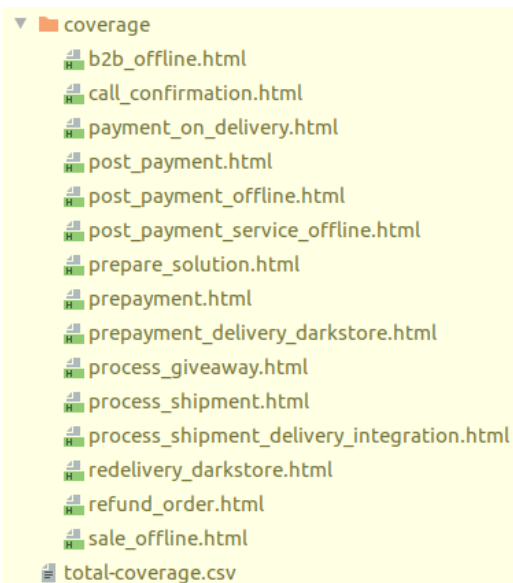 coverage
b2b_offline.html
call_confirmation.html
payment_on_delivery.html
post_payment.html
post_payment_offline.html
post_payment_service_offline.html
prepare_solution.html
prepayment.html
prepayment_delivery_darkstore.html
process_giveaway.html
process_shipment.html
process_shipment_delivery_integration.html
redelivery_darkstore.html
refund_order.html
sale_offline.html
total-coverage.csv